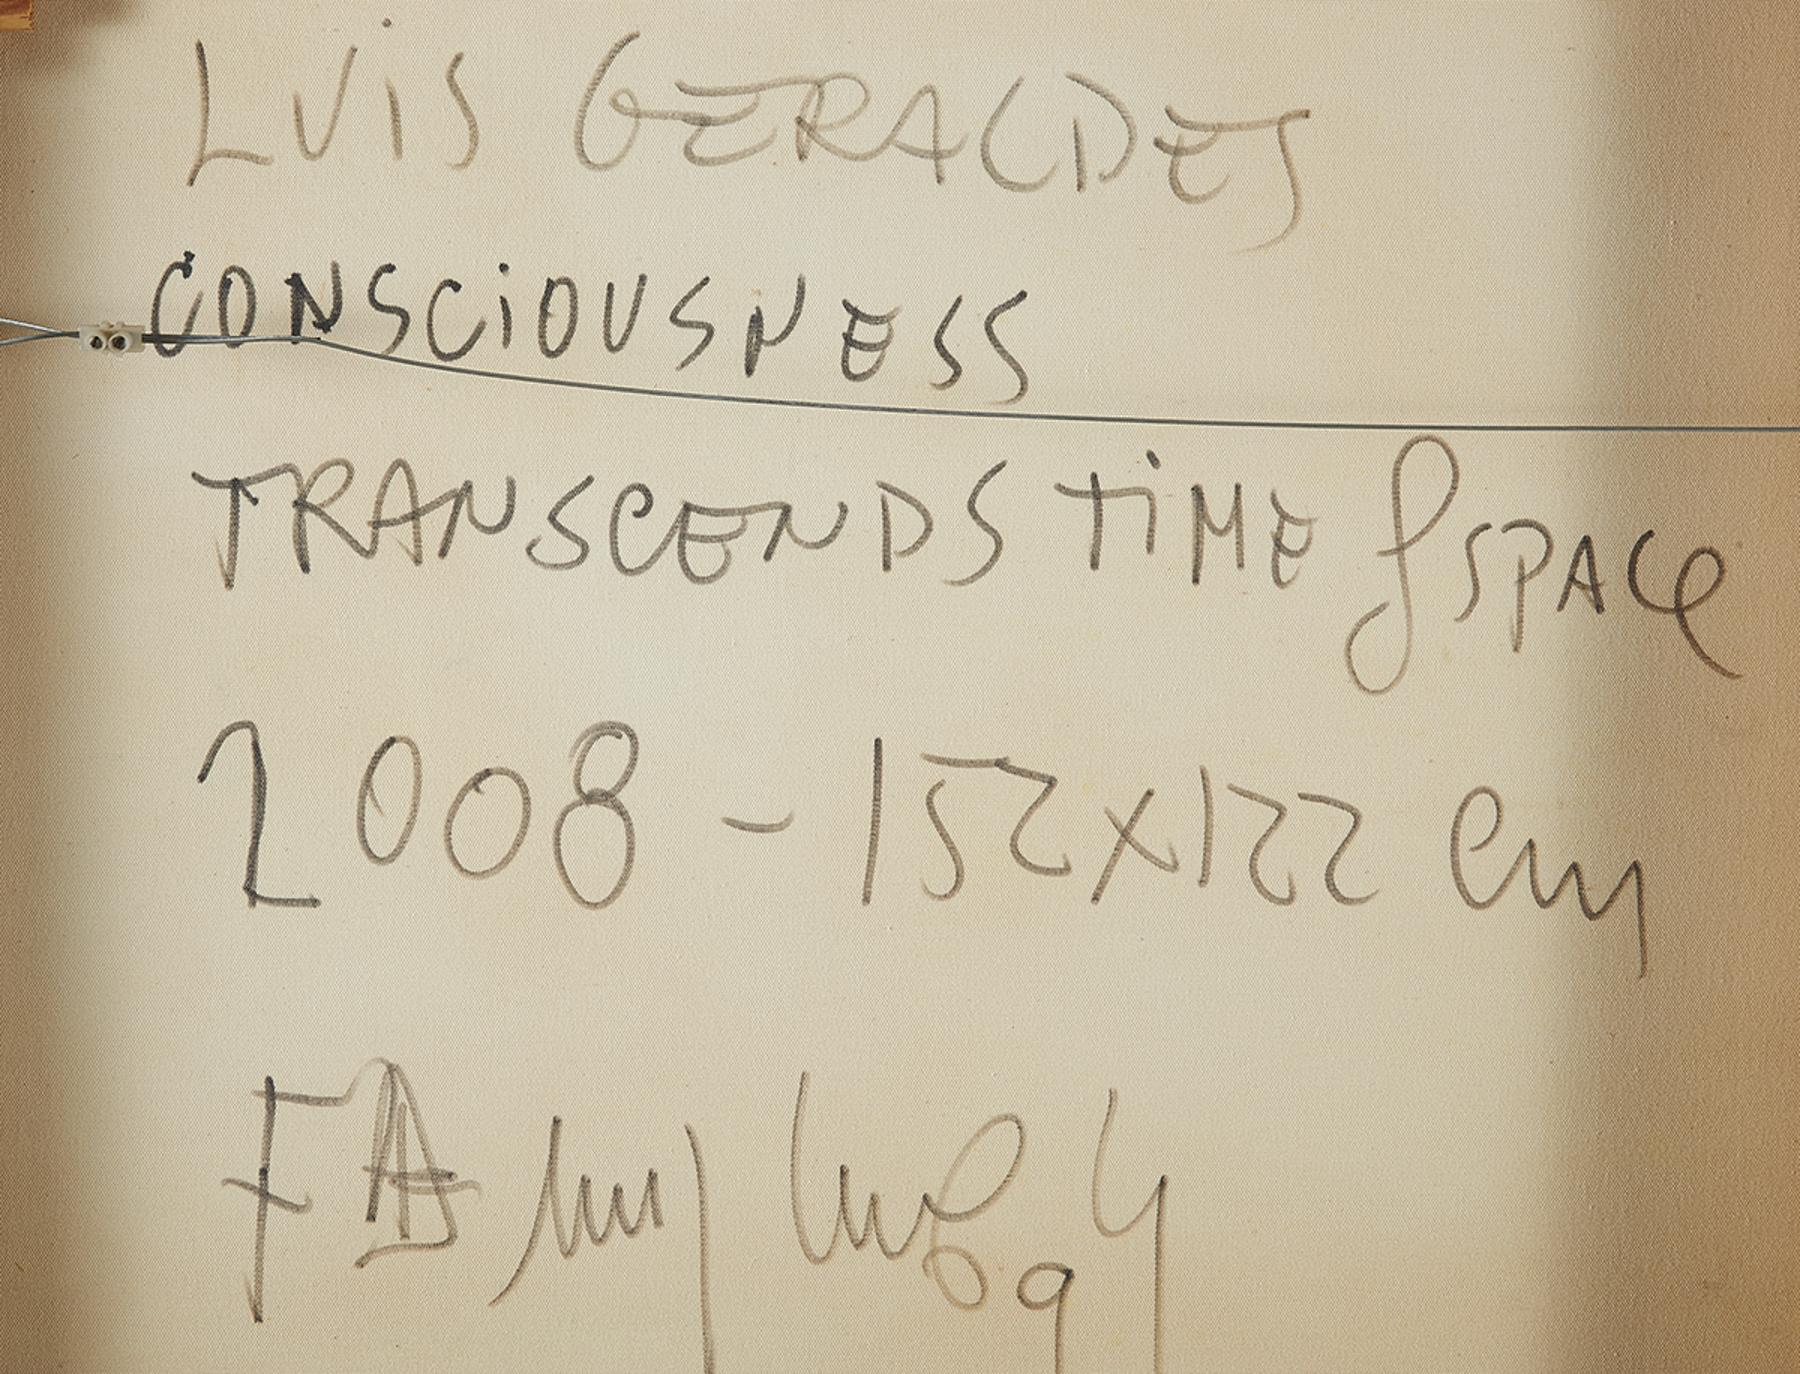 LUiS GERALDES
CONSCiOUSNESS
TRANSCENDS TiME & SPACE
2008 - 152x122 cm